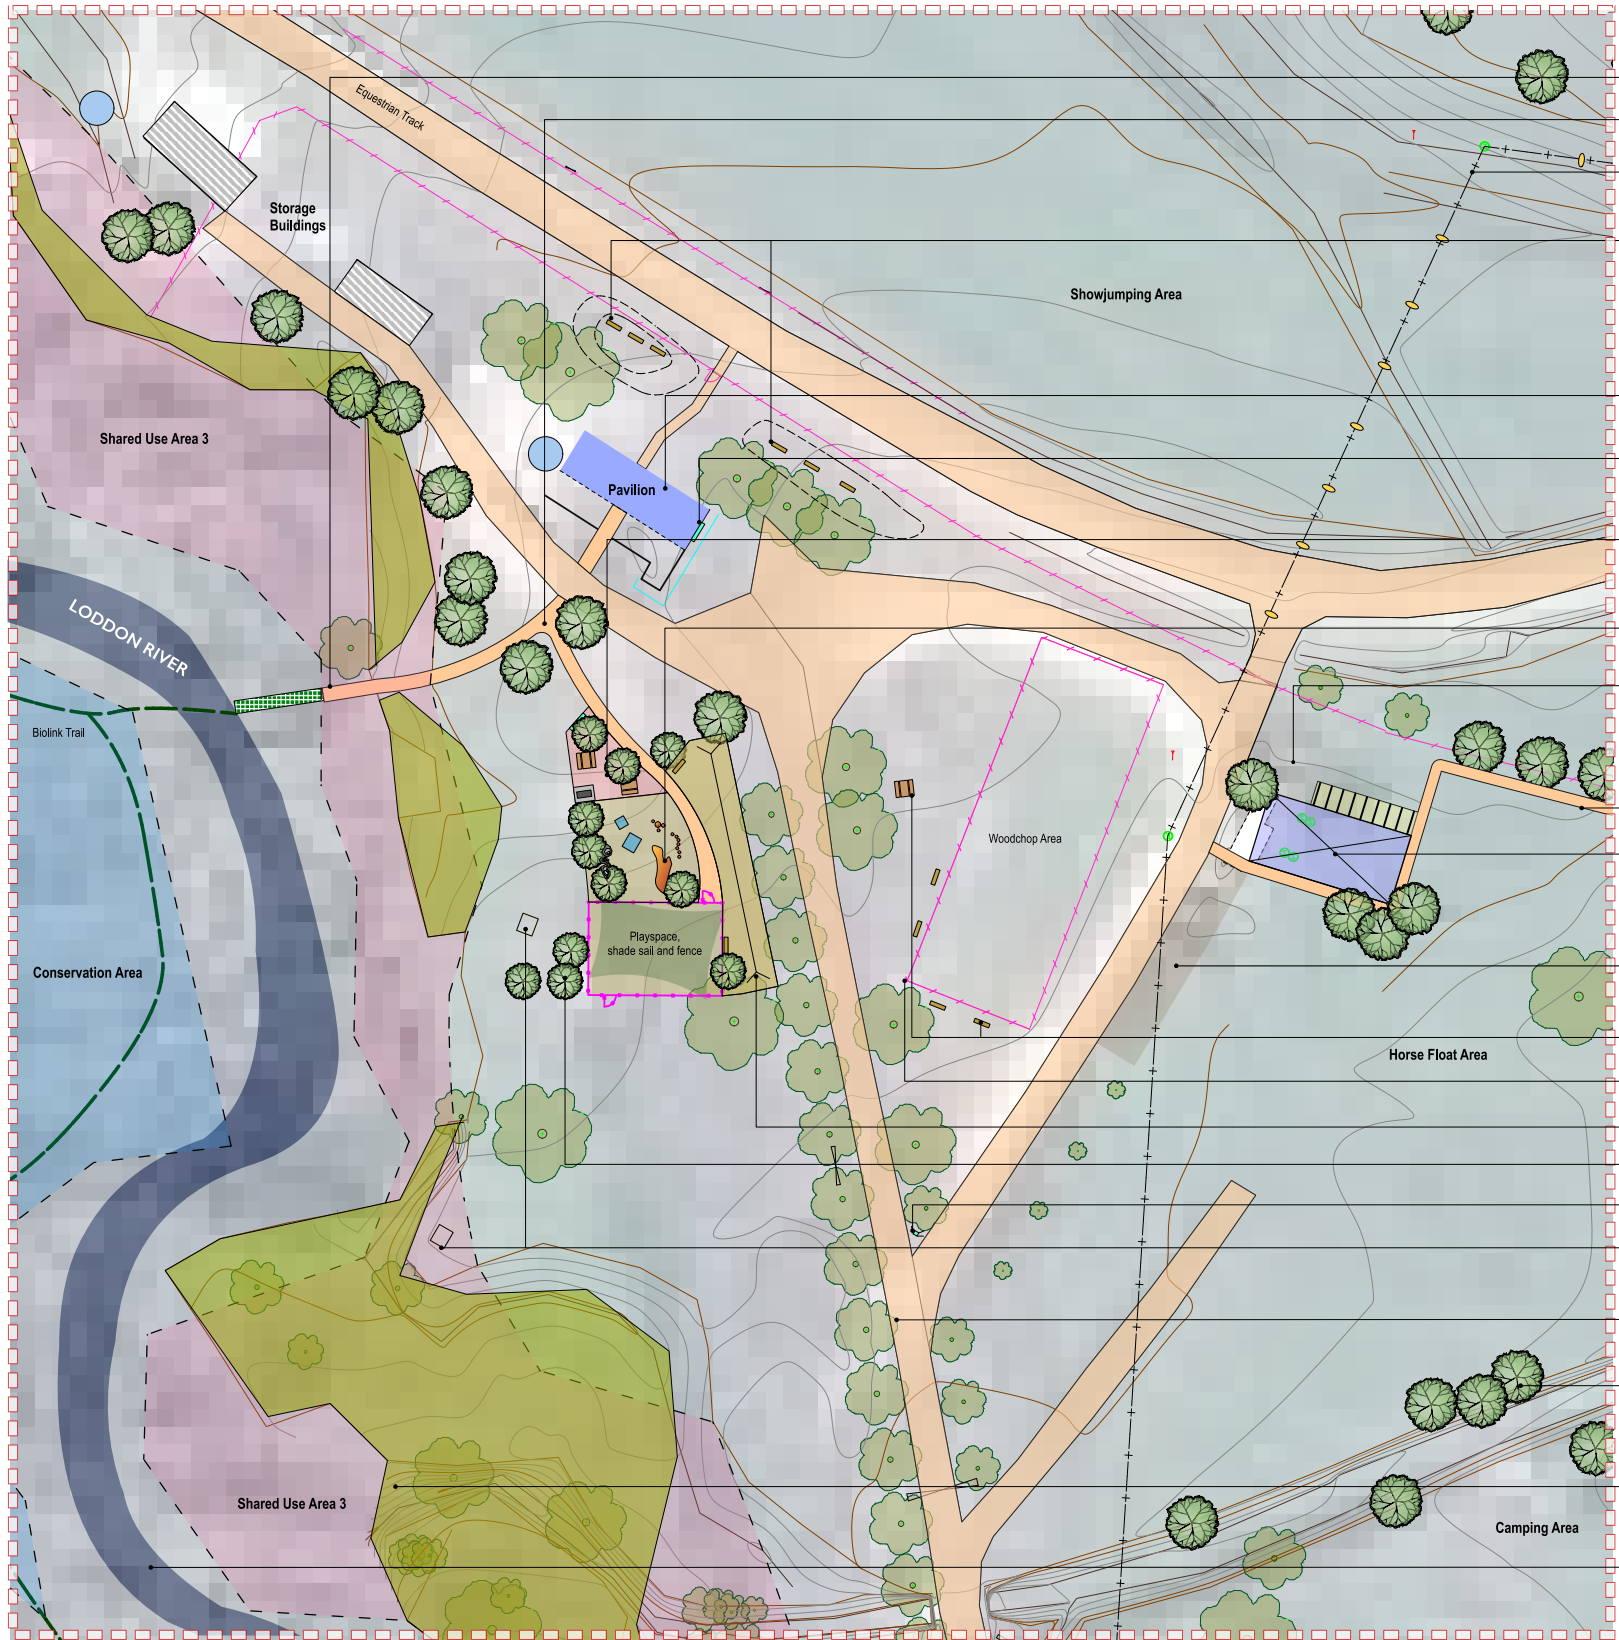 Equestrian Track
Storage
Buildings
Showjumping Area
Shared Use Area 3
Pavilion
LODDON RIVER
Biolink Trail
Woodchop Area
Playspace,
shade sail and fence
Conservation Area
Horse Float Area
Shared Use Area 3
Camping Area